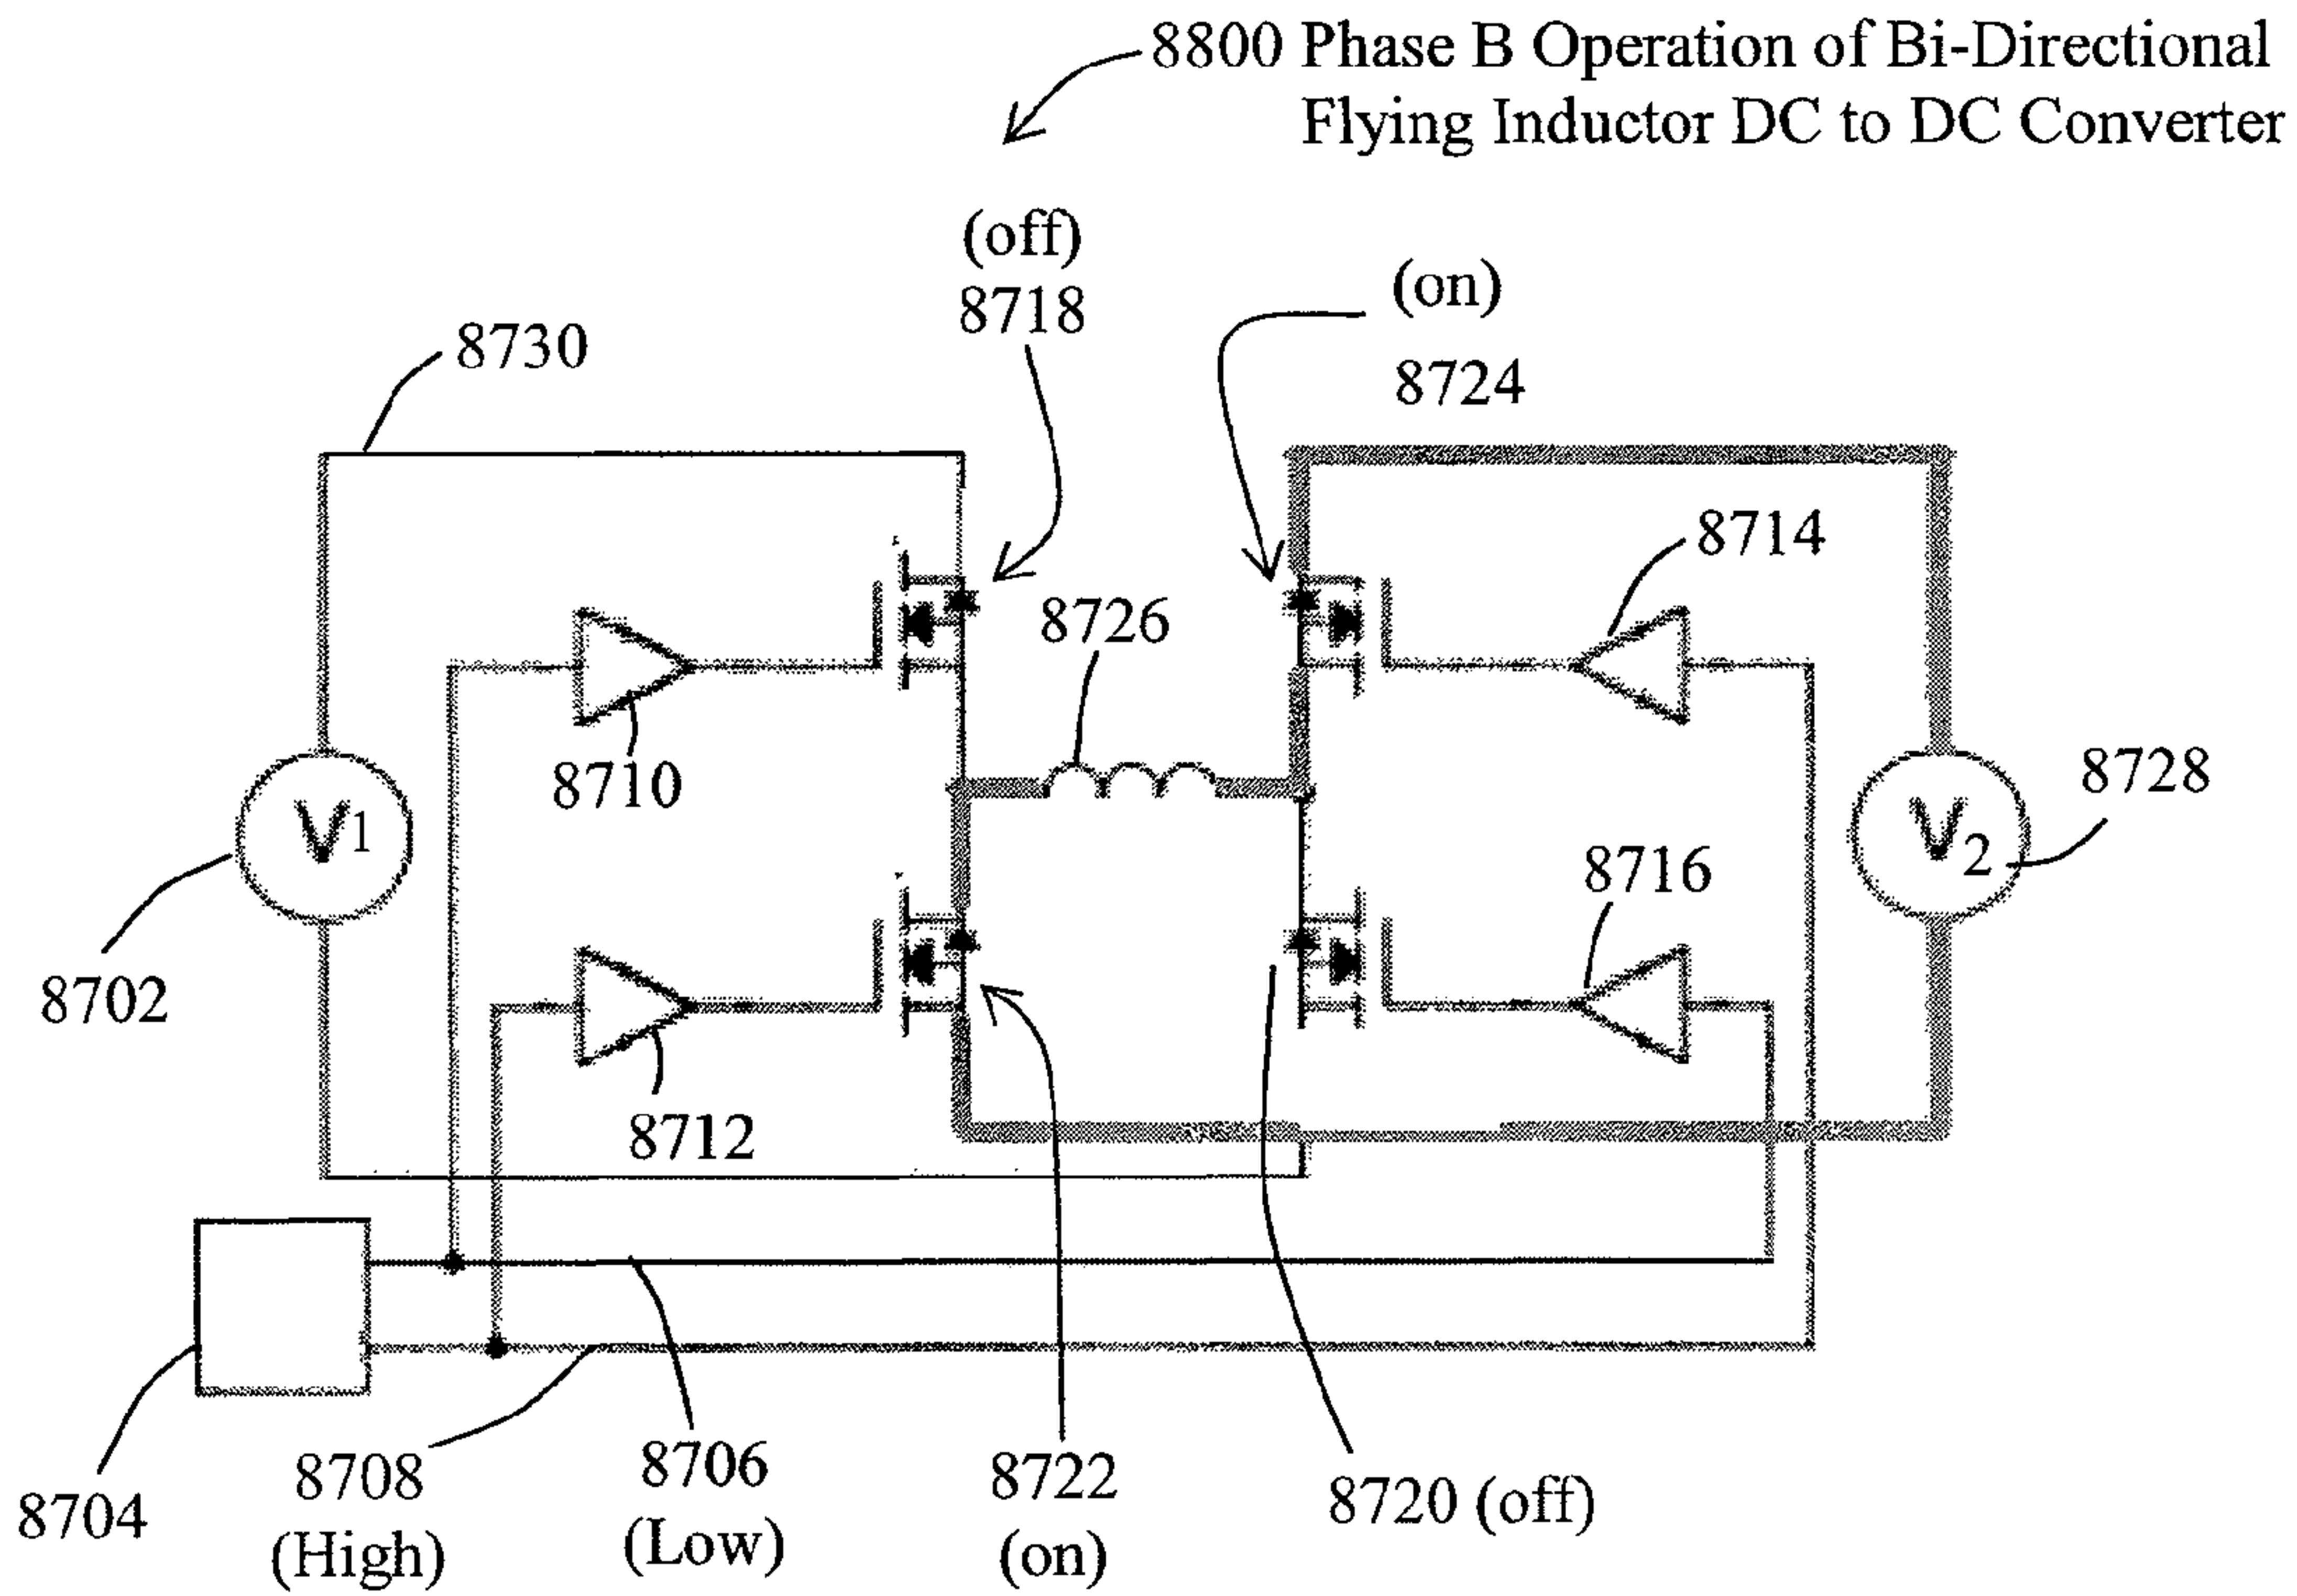 8800 Phase B Operation of Bi-Directional
Flying Inductor DC to DC Converter
(off)
8718
(on)
8724
8730
8714
8726
8710
8728
V1
V2
8716
8702
8712
8704
8708
(High)
8706
(Low)
8722
(on)
8720 (off)